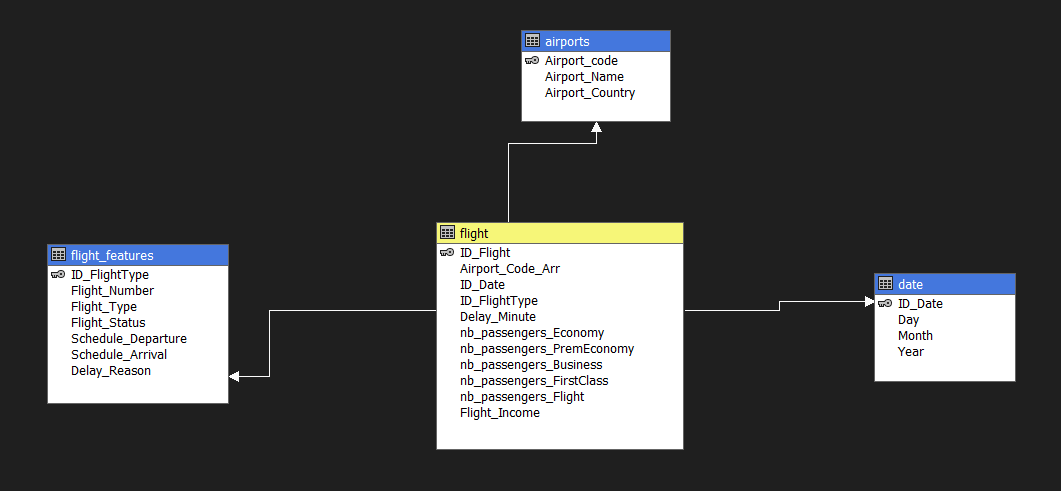 airports
Airport_code
Airport_Name
Airport_Country
flight_features
ID_FlightType
Flight_Number
Flight_Type
Flight_Status
Schedule_Departure
Schedule_Arrival
Delay_Reason
flight
ID_Flight
Airport_Code_Arr
ID_Date
ID_FlightType
Delay_Minute
nb_passengers_Economy
nb_passengers_PremEconomy
nb_passengers_Business
nb_passengers_FirstClass
nb_passengers_Flight
Flight_Income
date
ID_Date
Day
Month
Year